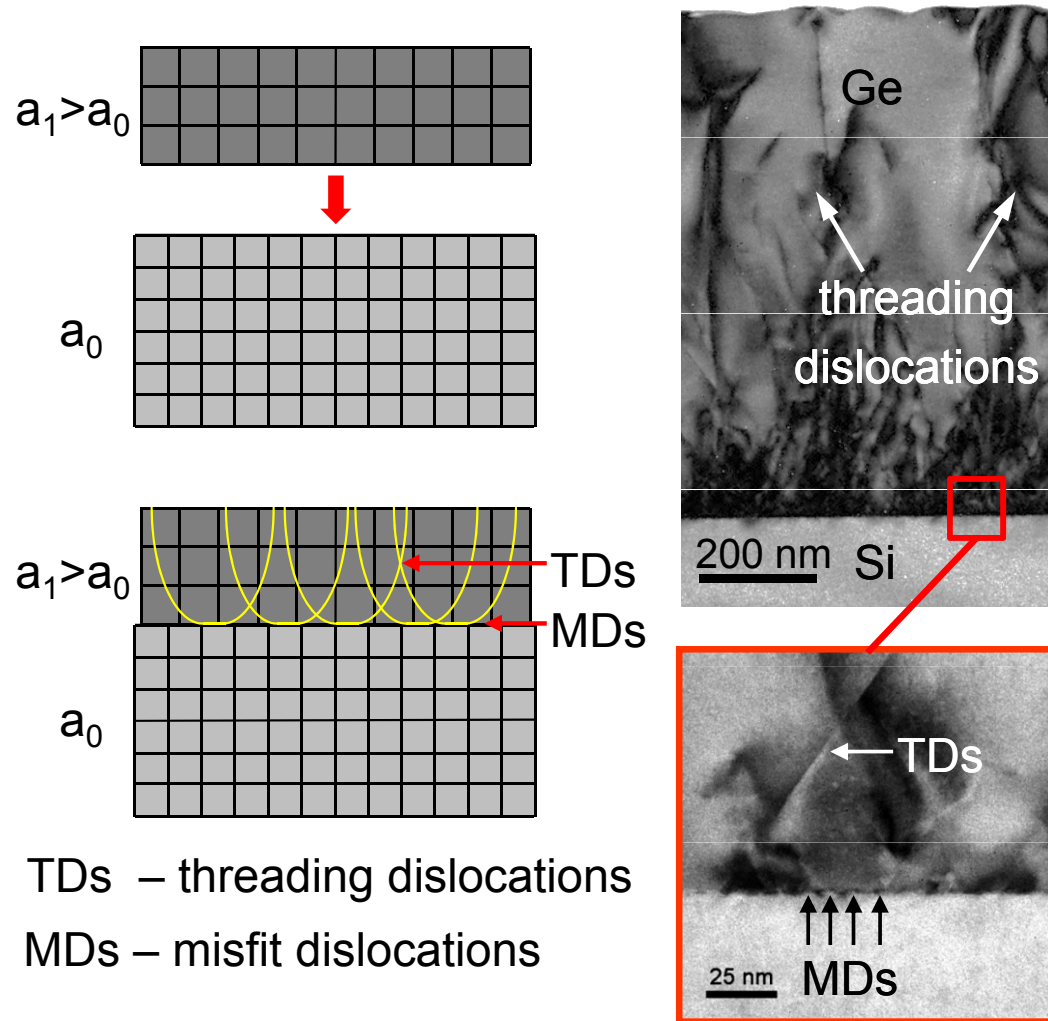 a₁>a₀
a₀
a₁>a₀
TDs
MDs
a₀
TDs – threading dislocations
MDs – misfit dislocations
Ge
threading
dislocations
200 nm
Si
TDs
MDs
25 nm